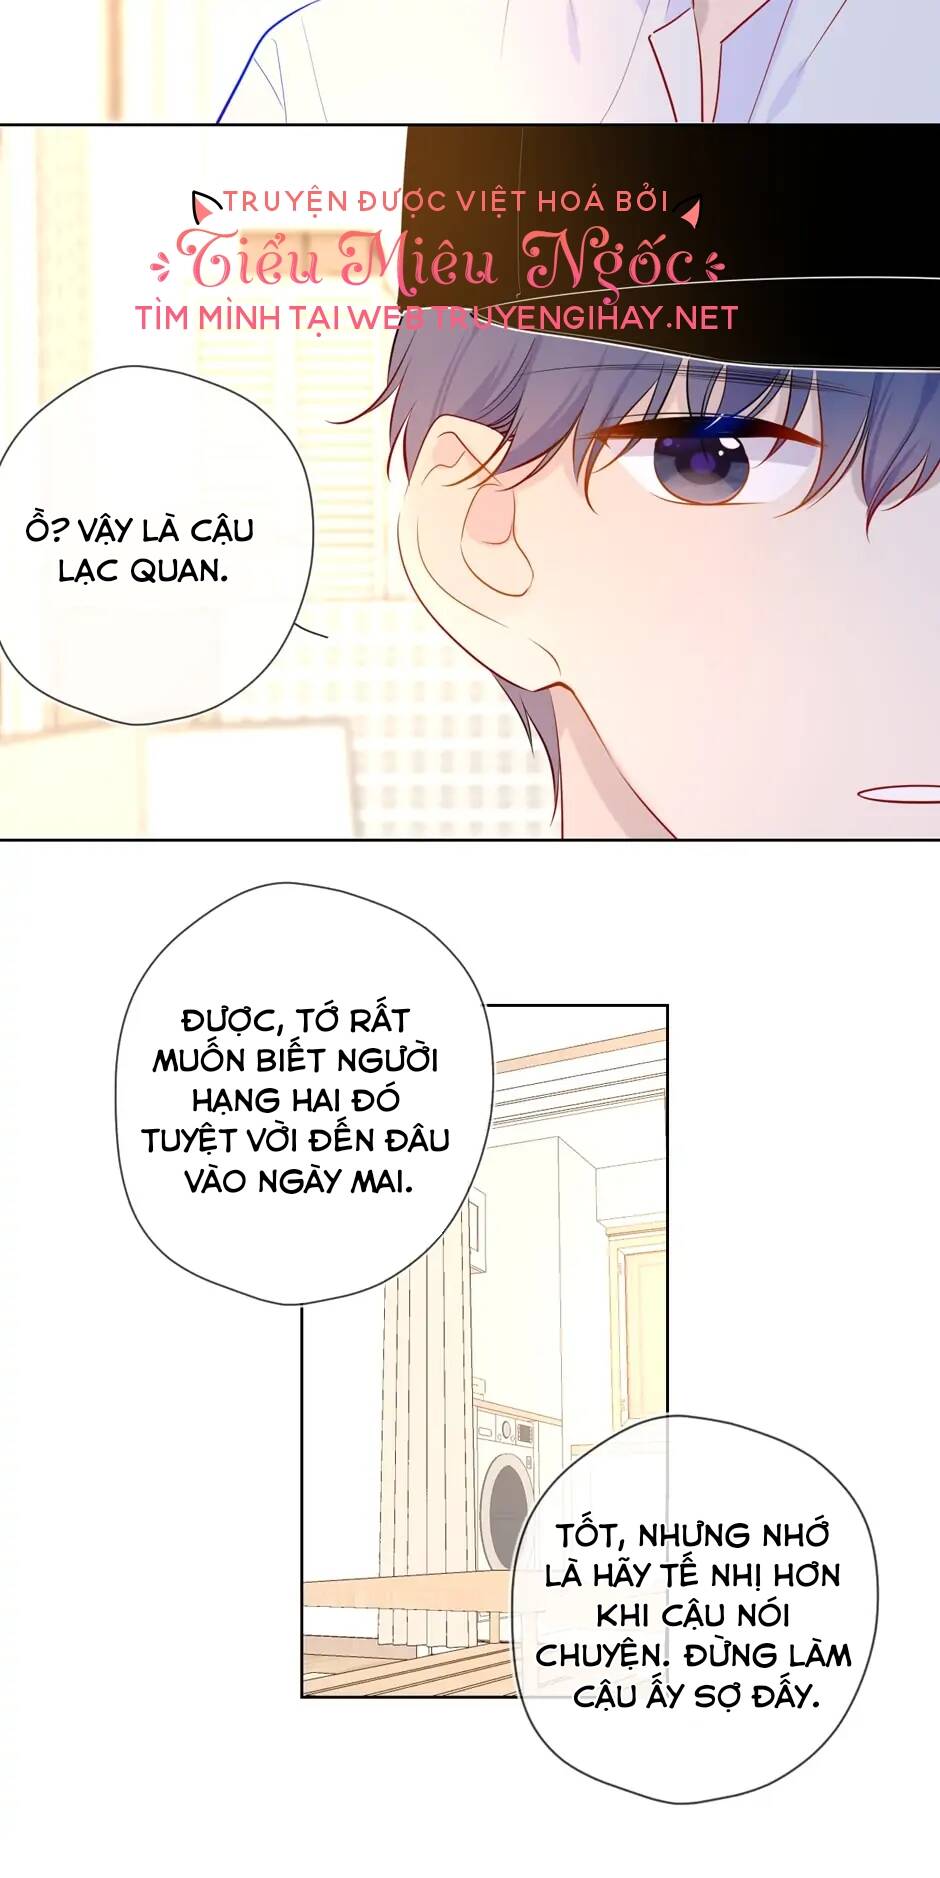 TRUYỆN ĐƯỢC VIỆT HOÁ BỞI
Tiểu Miêu Ngốc
TÌM MÌNH TẠI WEB TRUYENGIHAY.NET
Ồ? VẬY LÀ CẬU
LẠC QUAN.
ĐƯỢC, TỚ RẤT
MUỐN BIẾT NGƯỜI
HẠNG HAI ĐÓ
TUYỆT VỜI ĐẾN ĐÂU
VÀO NGÀY MAI.
TỐT, NHƯNG NHỚ
LÀ HÃY TẾ NHỊ HƠN
KHI CẬU NÓI
CHUYỆN. ĐỪNG LÀM
CẬU ẤY SỢ ĐẤY.